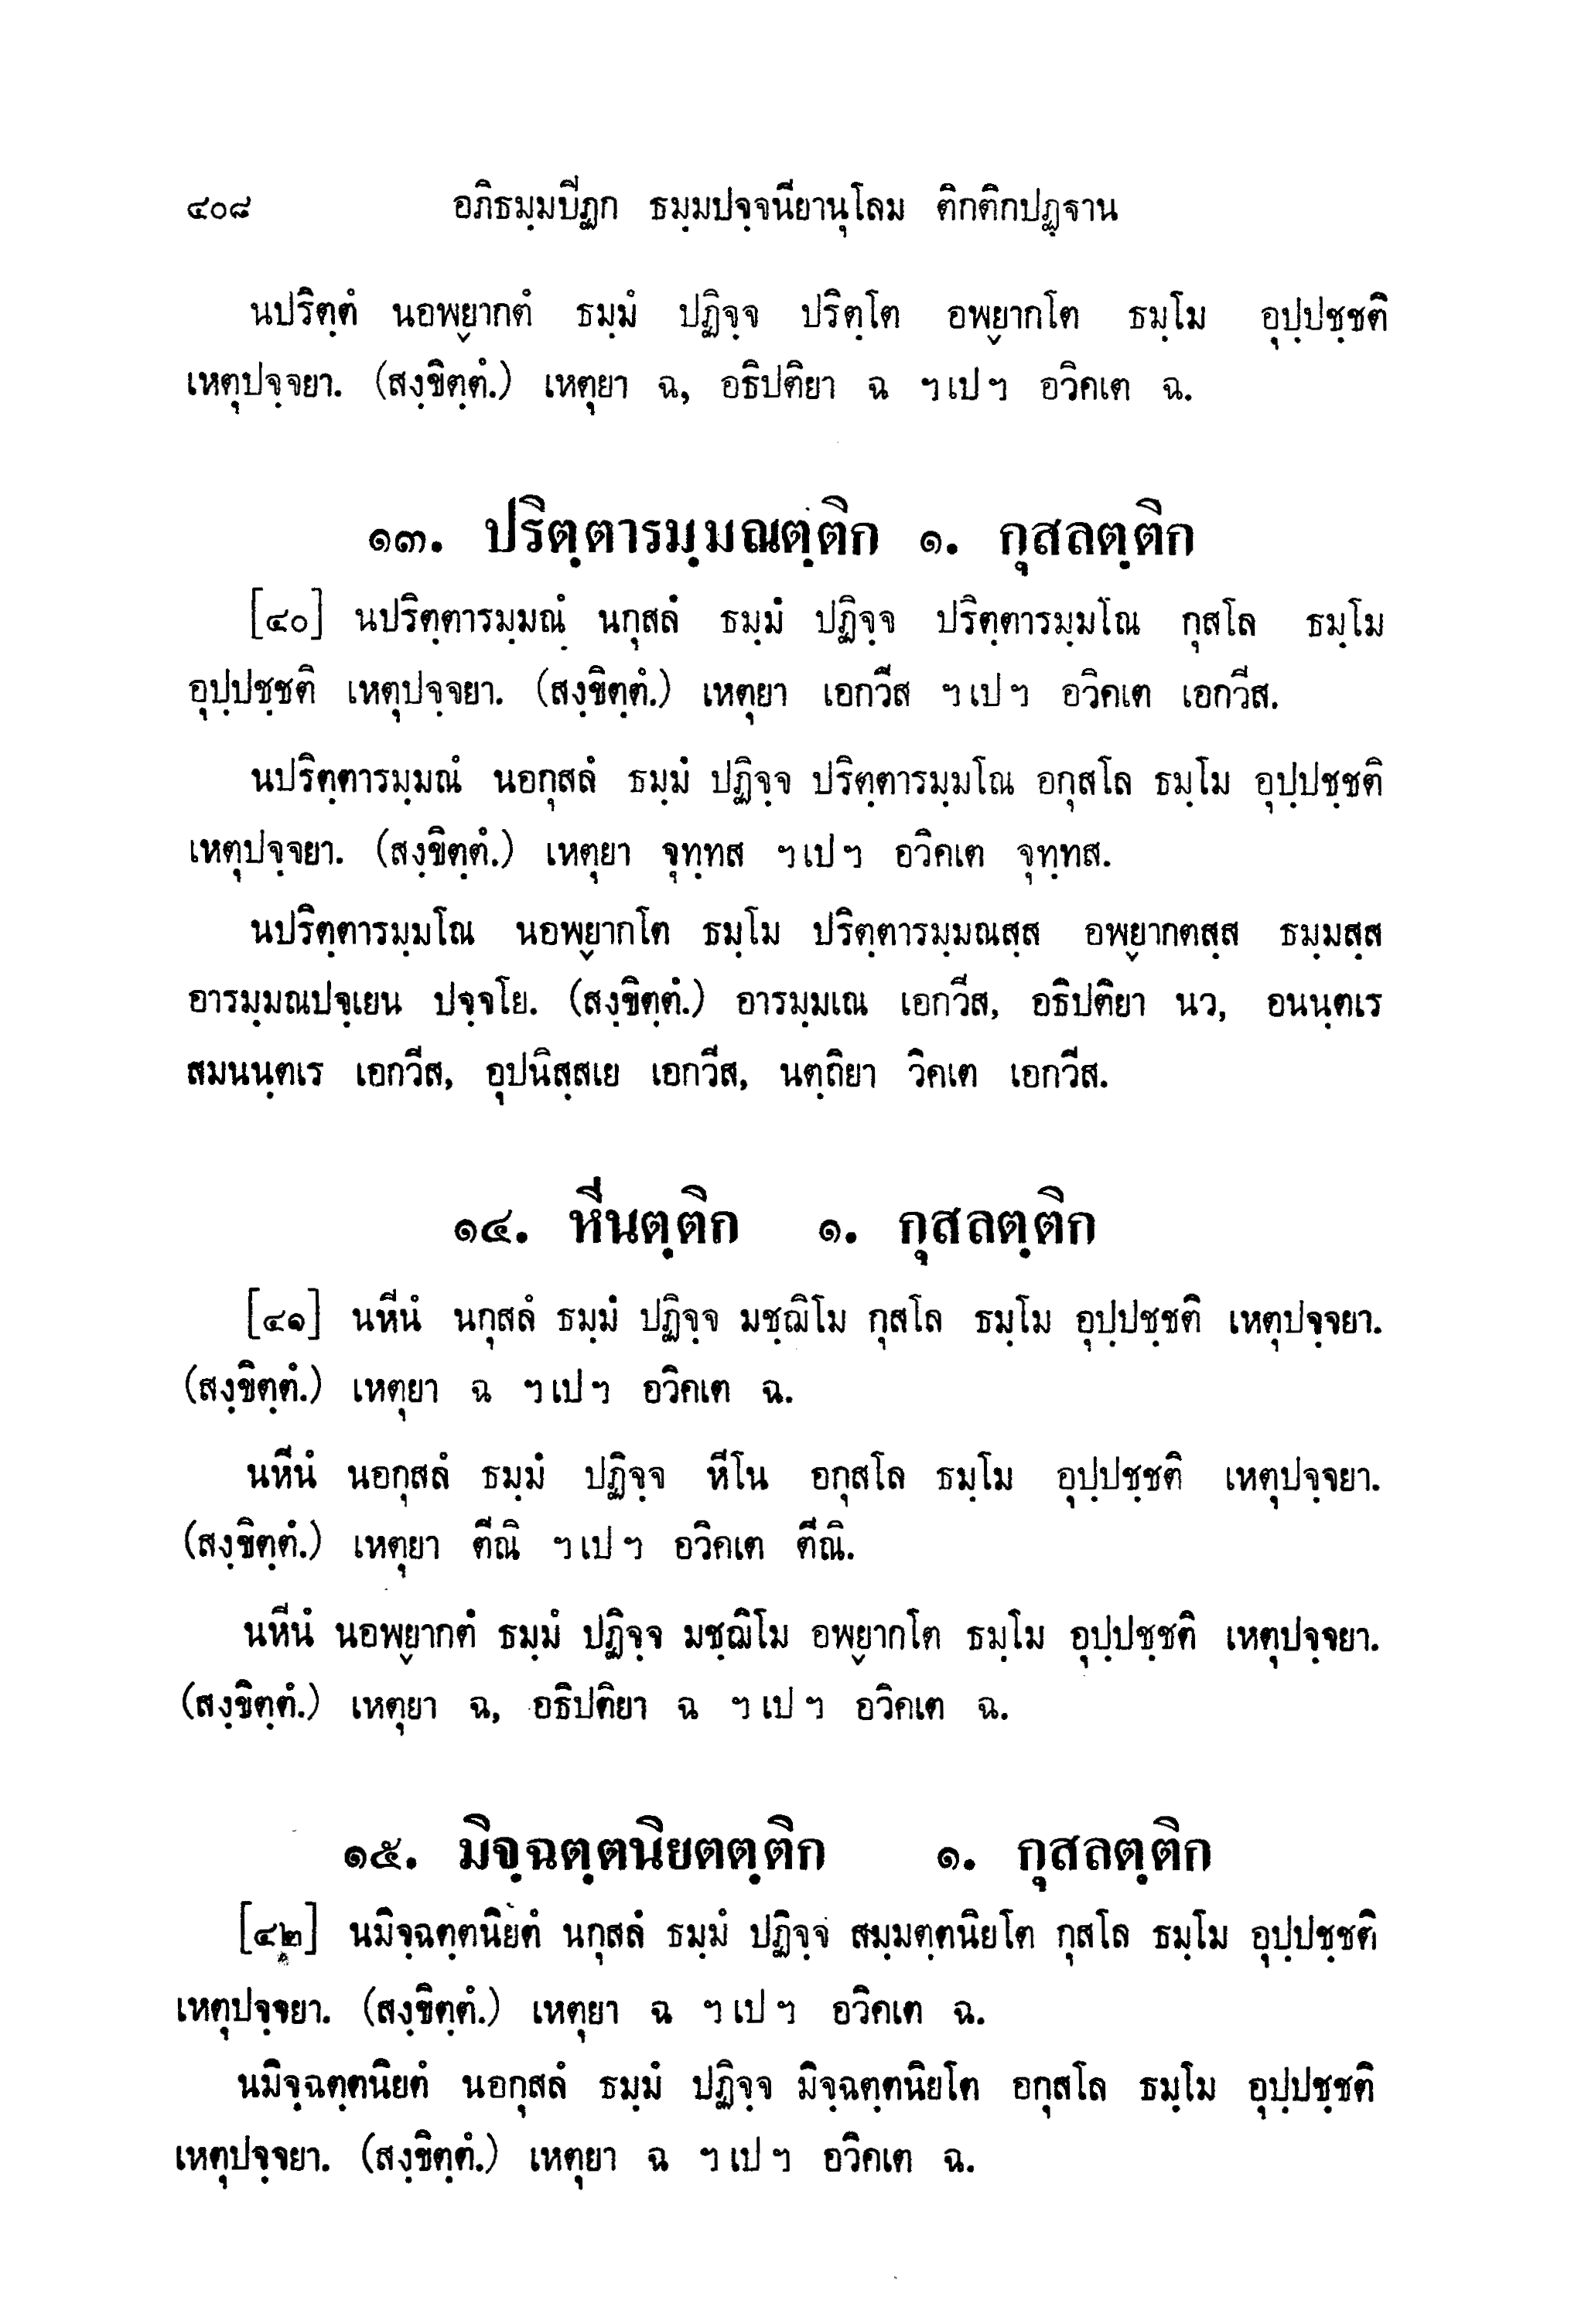 ๔๐๘ อภิธมฺมปีฏก ธมฺมปจฺจนียานุโลม ติกติกปฏฺฐาน
นปริตฺตํ นอพฺยากตํ ธมฺมํ ปฏิจฺจ ปริตฺโต อพฺยากโต ธมฺโม อุปฺปชฺชติ
เหตุปจฺจยา. (สงฺขิตฺตํ.) เหตุยา ฉ, อธิปติยา ฉ ฯเปฯ อวิคเต ฉ.
๑๓. ปริตฺตารมฺมณตฺติก ๑. กุสลตฺติก
[๔๐] นปริตฺตารมฺมณํ นกุสลํ ธมฺมํ ปฏิจฺจ ปริตฺตารมฺมโณ กุสโล ธมฺโม
อุปฺปชฺชติ เหตุปจฺจยา. (สงฺขิตฺตํ.) เหตุยา เอกวีส ฯเปฯ อวิคเต เอกวีส.
นปริตฺตารมฺมณํ นอกุสลํ ธมฺมํ ปฏิจฺจ ปริตฺตารมฺมโณ อกุสโล ธมฺโม อุปฺปชฺชติ
เหตุปจฺจยา. (สงฺขิตฺตํ.) เหตุยา จุทฺทส ฯเปฯ อวิคเต จุทฺทส.
นปริตฺตารมฺมโณ นอพฺยากโต ธมฺโม ปริตฺตารมฺมณสฺส อพฺยากตสฺส ธมฺมสฺส
อารมฺมณปจฺเยน ปจฺจโย. (สงฺขิตฺตํ.) อารมฺมเณ เอกวีส, อธิปติยา นว, อนนฺตเร
สมนนฺตเร เอกวีส, อุปนิสฺสเย เอกวีส, นตฺถิยา วิคเต เอกวีส.
๑๔. หีนตฺติก ๑. กุสลตฺติก
[๔๑] นหีนํ นกุสลํ ธมฺมํ ปฏิจฺจ มชฺฌิโม กุสโล ธมฺโม อุปฺปชฺชติ เหตุปจฺจยา.
(สงฺขิตฺตํ.) เหตุยา ฉ ฯเปฯ อวิคเต ฉ.
นหีนํ นอกุสลํ ธมฺมํ ปฏิจฺจ หีโน อกุสโล ธมฺโม อุปฺปชฺชติ เหตุปจฺจยา.
(สงฺขิตฺตํ.) เหตุยา ตีณิ ฯเปฯ อวิคเต ตีณิ.
นหีนํ นอพฺยากตํ ธมฺมํ ปฏิจฺจ มชฺฌิโม อพฺยากโต ธมฺโม อุปฺปชฺชติ เหตุปจฺจยา.
(สงฺขิตฺตํ.) เหตุยา ฉ, อธิปติยา ฉ ฯเปฯ อวิคเต ฉ.
๑๕. มิจฺฉตฺตนิยตตฺติก ๑. กุสลตฺติก
[๔๒] นมิจฺฉตฺตนิยตํ นกุสลํ ธมฺมํ ปฏิจฺจ สมฺมตฺตนิยโต กุสโล ธมฺโม อุปฺปชฺชติ
เหตุปจฺจยา. (สงฺขิตฺตํ.) เหตุยา ฉ ฯเปฯ อวิคเต ฉ.
นมิจฺฉตฺตนิยตํ นอกุสลํ ธมฺมํ ปฏิจฺจ มิจฺฉตฺตนิยโต อกุสโล ธมฺโม อุปฺปชฺชติ
เหตุปจฺจยา. (สงฺขิตฺตํ.) เหตุยา ฉ ฯเปฯ อวิคเต ฉ.